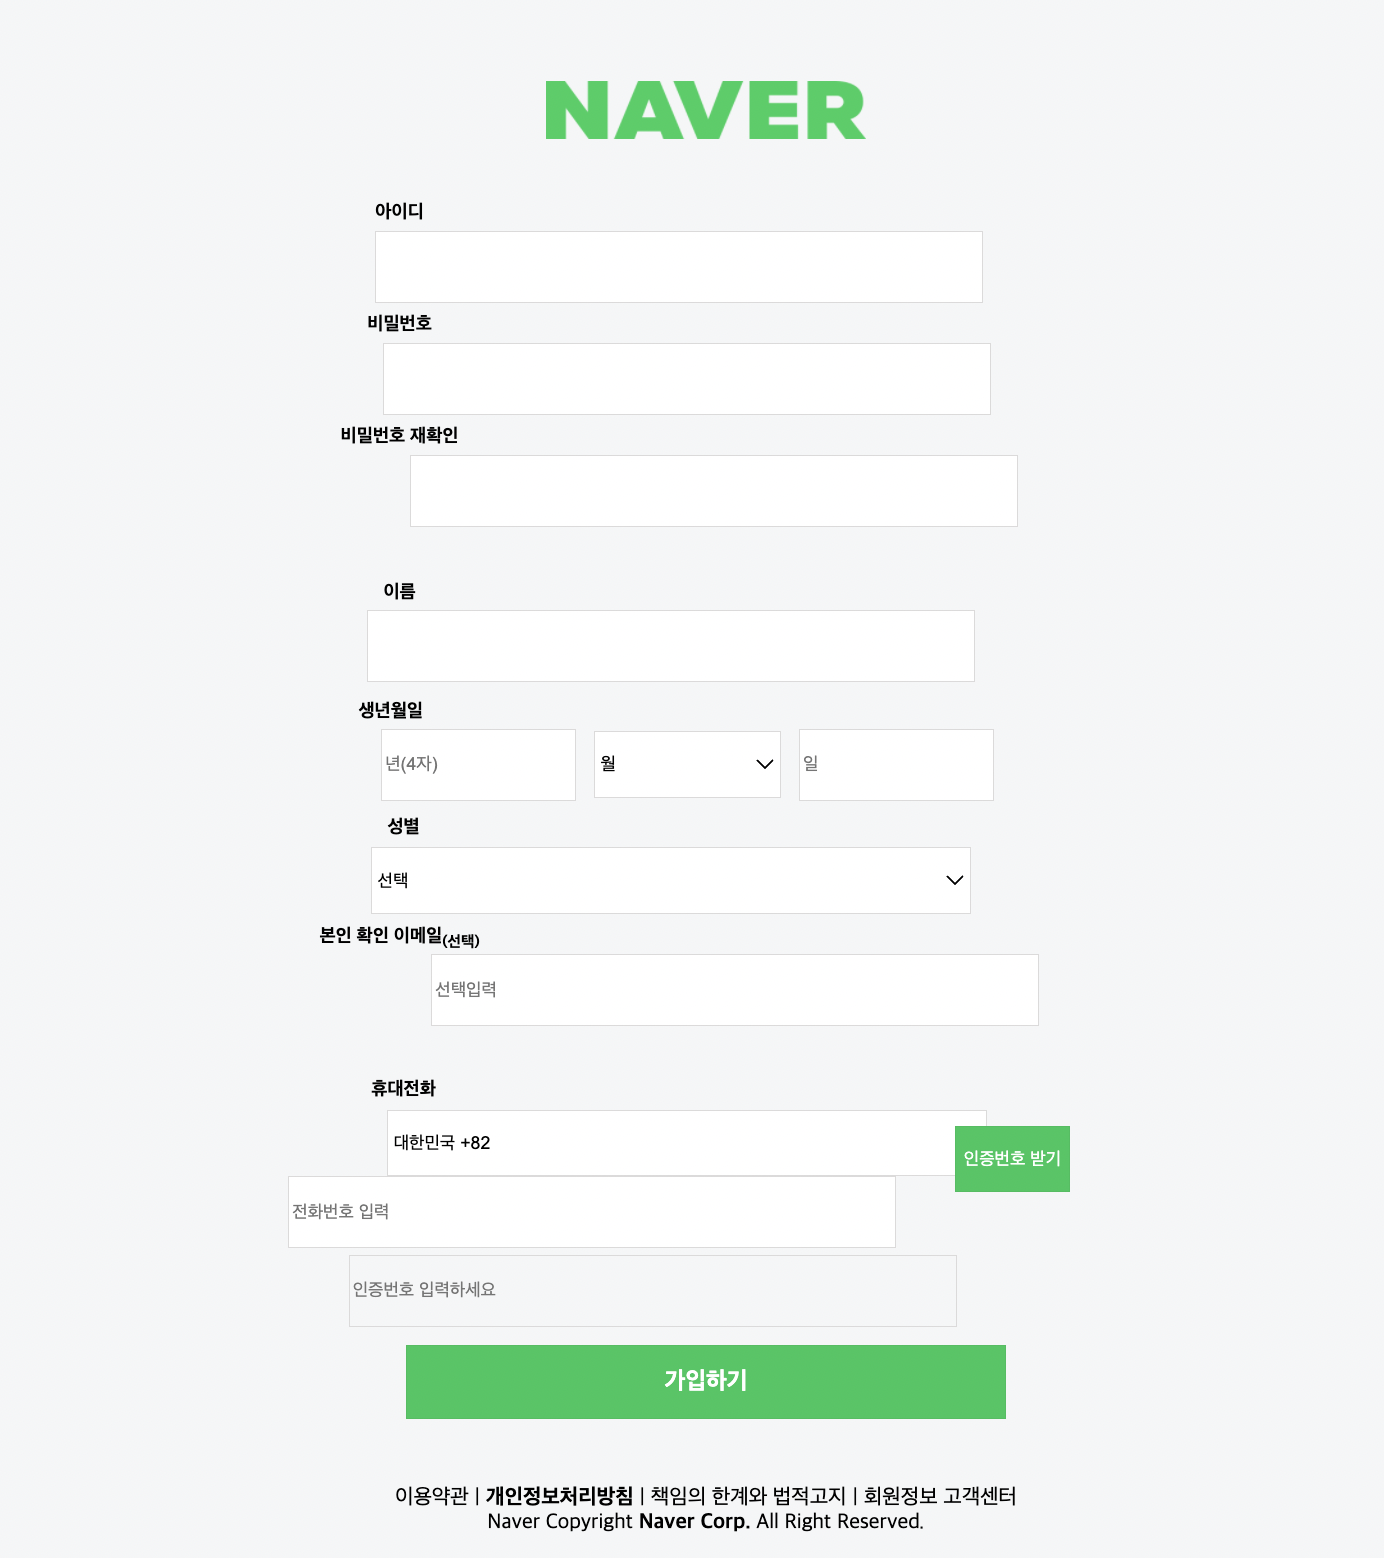 NAVER
아이디
비밀번호
비밀번호 재확인
이름
생년월일
년(4자) 월 일
성별
선택
본인 확인 이메일(선택)
선택입력
휴대전화
대한민국 +82
인증번호 받기
전화번호 입력
인증번호 입력하세요
가입하기
이용약관 | 개인정보처리방침 | 책임의 한계와 법적고지 | 회원정보 고객센터
Naver Copyright Naver Corp. All Right Reserved.